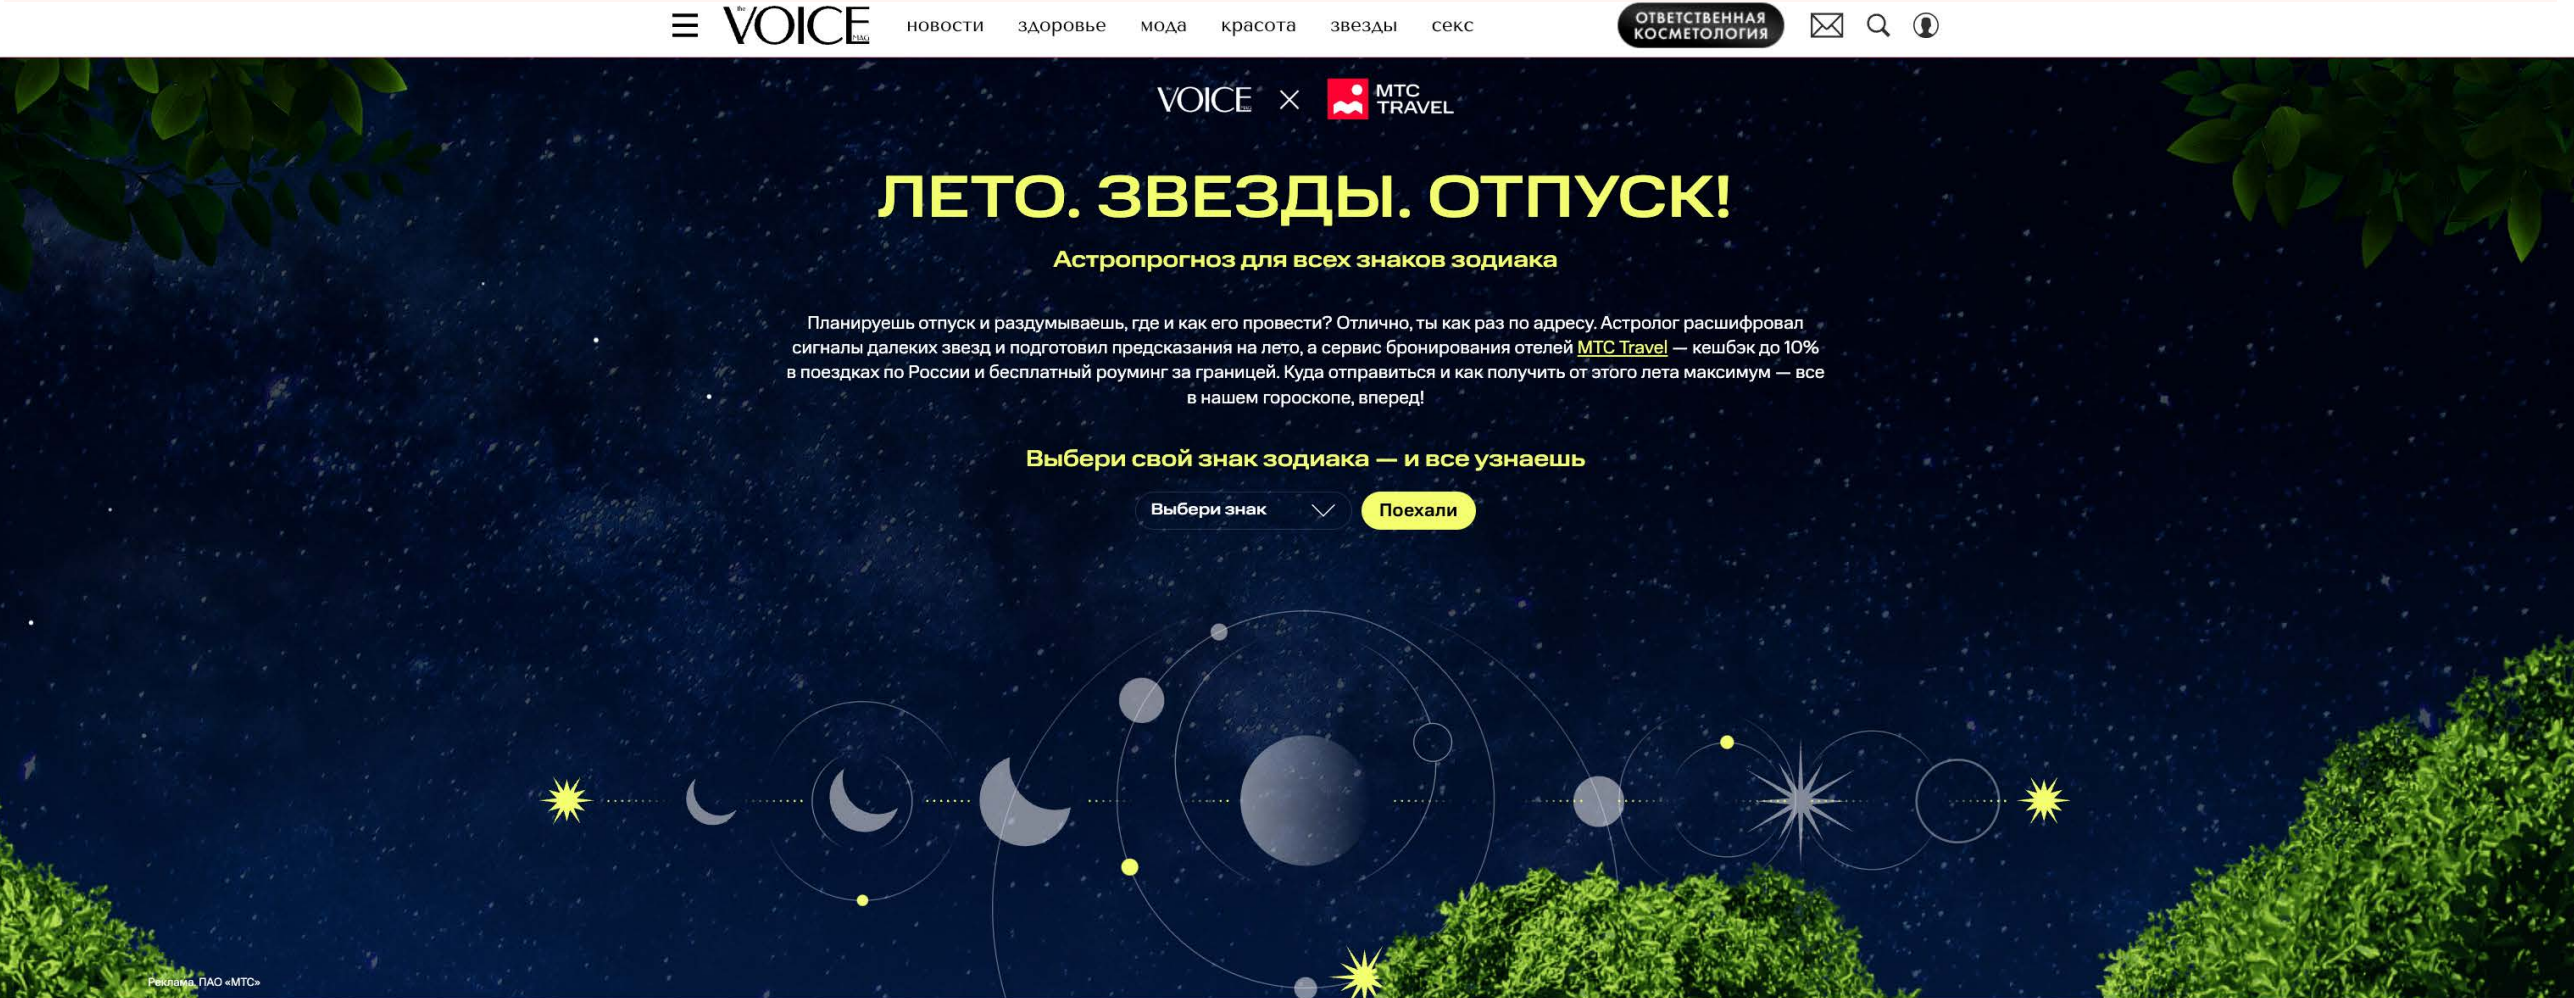 the VOICE MAG
новости здоровье мода красота звезды секс
ОТВЕТСТВЕННАЯ
КОСМЕТОЛОГИЯ
VOICE × МТС
TRAVEL
ЛЕТО. ЗВЕЗДЫ. ОТПУСК!
Астропрогноз для всех знаков зодиака
Планируешь отпуск и раздумываешь, где и как его провести? Отлично, ты как раз по адресу. Астролог расшифровал
сигналы далеких звезд и подготовил предсказания на лето, а сервис бронирования отелей МТС Travel — кешбэк до 10%
в поездках по России и бесплатный роуминг за границей. Куда отправиться и как получить от этого лета максимум — все
в нашем гороскопе, вперед!
Выбери свой знак зодиака — и все узнаешь
Выбери знак Поехали
Реклама, ПАО «МТС»